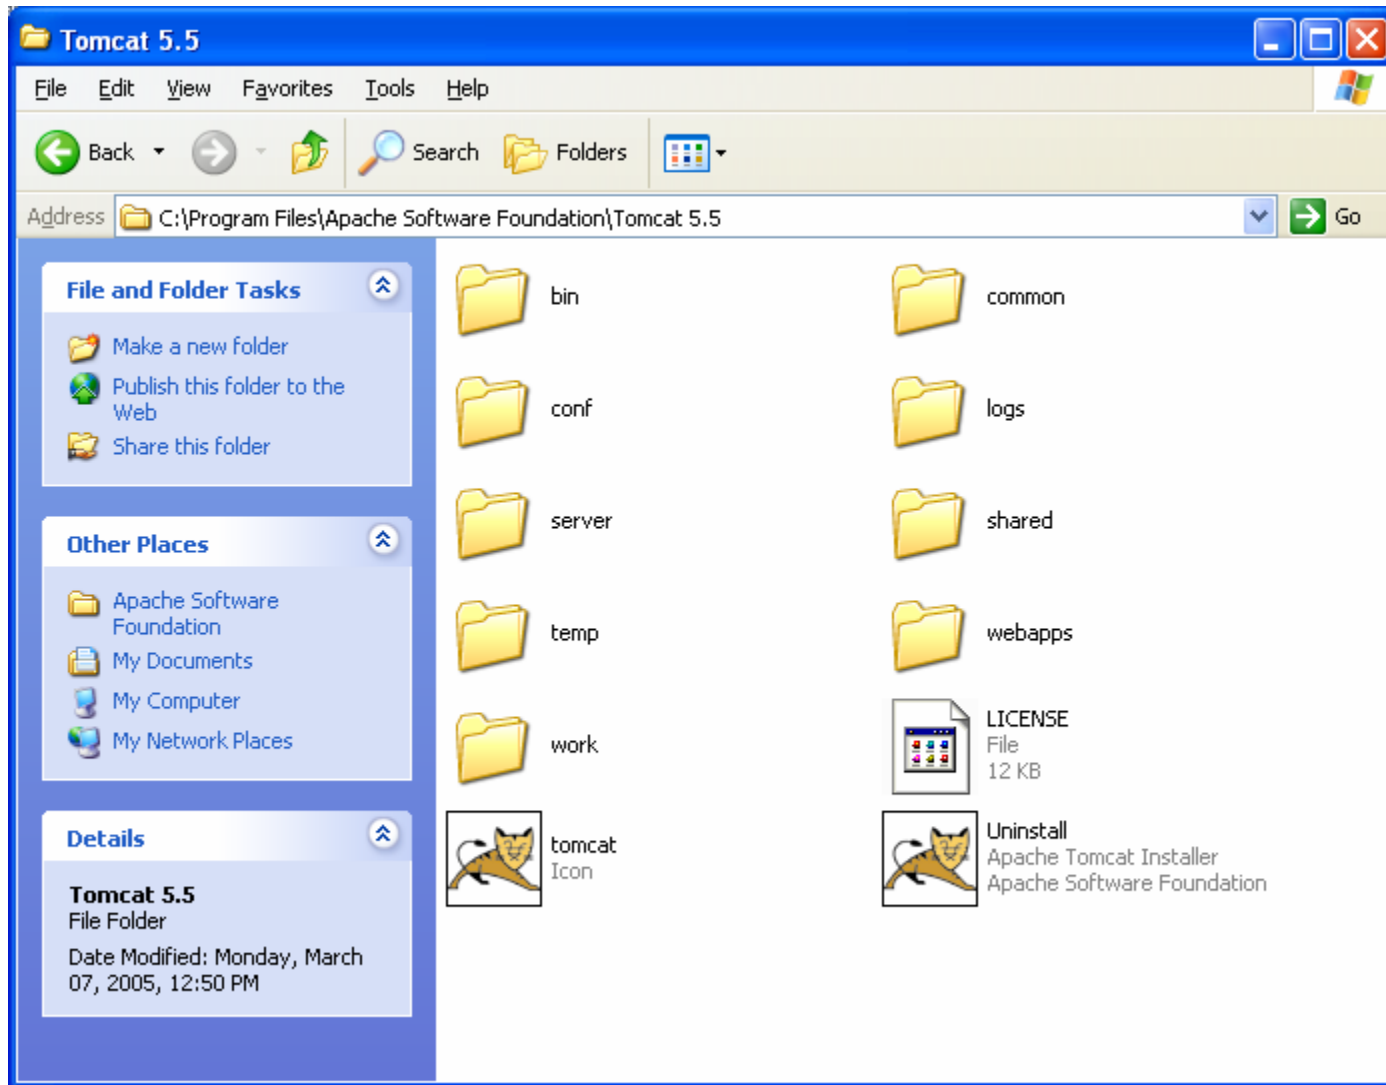 Tomcat 5.5
File Edit View Favorites Tools Help
Back Search Folders
Address C:\Program Files\Apache Software Foundation\Tomcat 5.5 Go
File and Folder Tasks
Make a new folder
Publish this folder to the
Web
Share this folder
Other Places
Apache Software
Foundation
My Documents
My Computer
My Network Places
Details
Tomcat 5.5
File Folder
Date Modified: Monday, March
07, 2005, 12:50 PM
bin
common
conf
logs
server
shared
temp
webapps
work
LICENSE
File
12 KB
tomcat
Icon
Uninstall
Apache Tomcat Installer
Apache Software Foundation